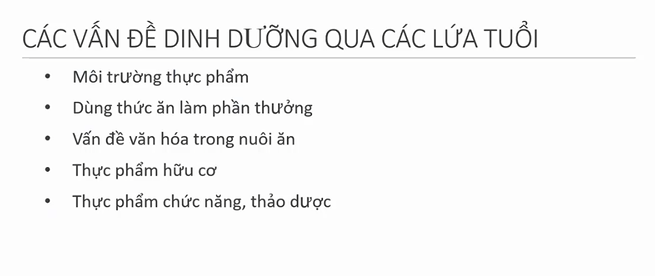 CÁC VẤN ĐỀ DINH DƯỠNG QUA CÁC LỨA TUỔI
• Môi trường thực phẩm
• Dùng thức ăn làm phần thưởng
• Vấn đề văn hóa trong nuôi ăn
• Thực phẩm hữu cơ
• Thực phẩm chức năng, thảo dược